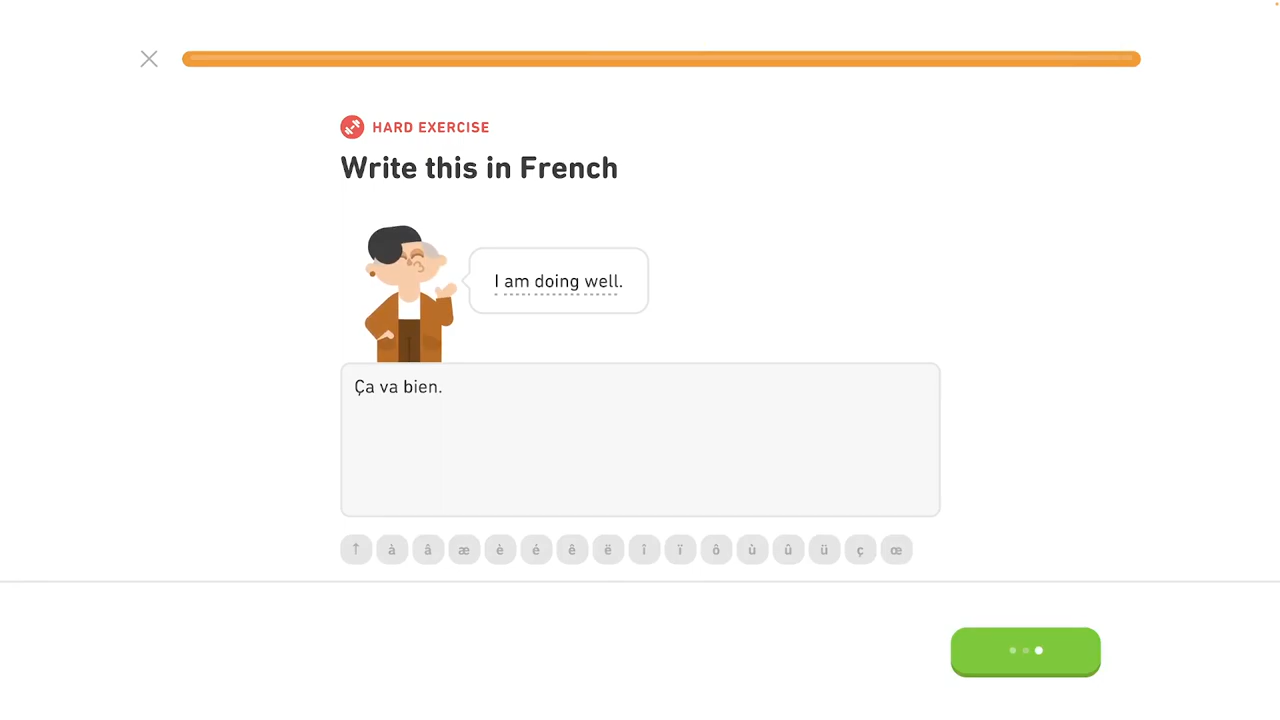 HARD EXERCISE
Write this in French
I am doing well.
Ça va bien.
↑ à â æ è é ê ë î ï ô ù û ü ç œ